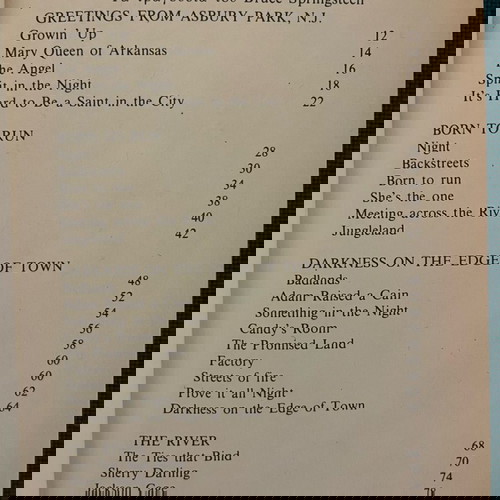 Bruce Springsteen
GREETINGS FROM ASBURY PARK, N.J.
Growin' Up 12
Mary Queen of Arkansas 14
The Angel 16
Spirit in the Night 18
It's Hard to Be a Saint in the City 22
BORN TO RUN
28 Night
30 Backstreets
34 Born to run
38 She's the one
40 Meeting across the Riv
42 Jungleland
DARKNESS ON THE EDGE OF TOWN
48 Badlands
52 Adam Raised a Cain
54 Something in the Night
56 Candy's Room
58 The Promised Land
60 Factory
60 Streets of fire
62 Prove it all Night
64 Darkness on the Edge of Town
THE RIVER 68
The Ties that Bind 70
Sherry Darling 74
78